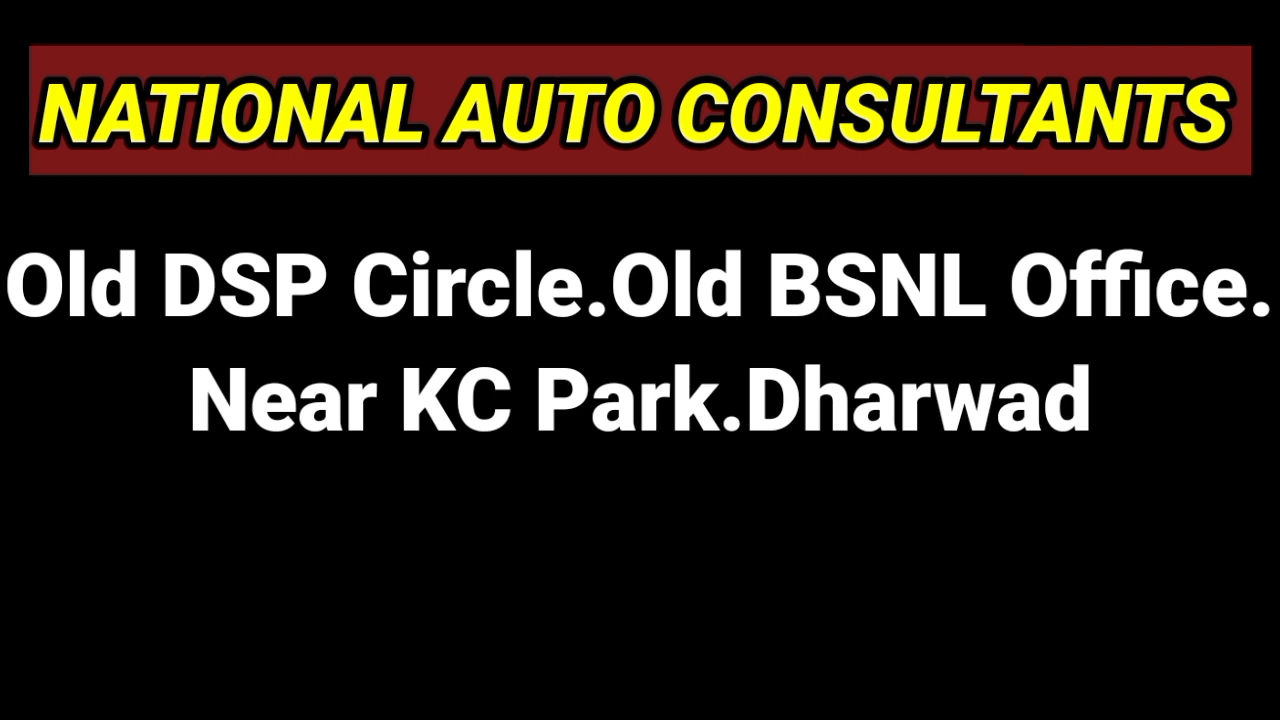 NATIONAL AUTO CONSULTANTS
Old DSP Circle.Old BSNL Office.
Near KC Park.Dharwad